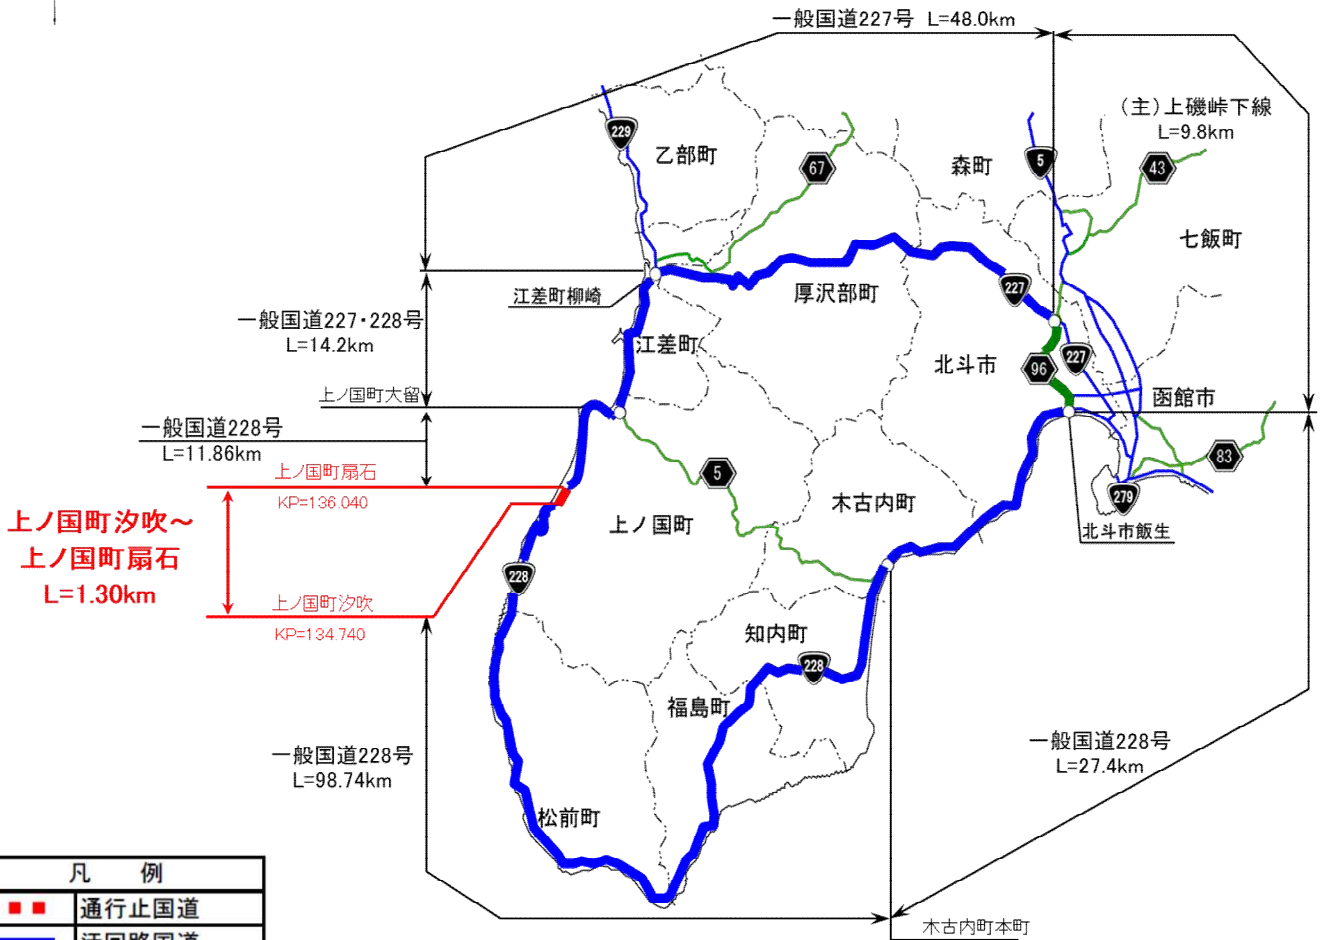 一般国道227号 L=48.0km
(主)上磯峠下線
L=9.8km
229
乙部町
67
森町
5
43
七飯町
江差町柳崎
厚沢部町
227
一般国道227・228号
L=14.2km
江差町
北斗市
96
227
上ノ国町大留
函館市
一般国道228号
L=11.86km
上ノ国町扇石
KP=136.040
5
83
279
木古内町
北斗市飯生
上ノ国町汐吹~
上ノ国町扇石
L=1.30km
上ノ国町
228
上ノ国町汐吹
KP=134.740
知内町
228
福島町
一般国道228号
L=98.74km
一般国道228号
L=27.4km
松前町
凡 例
通行止国道
迂回路国道
木古内町本町